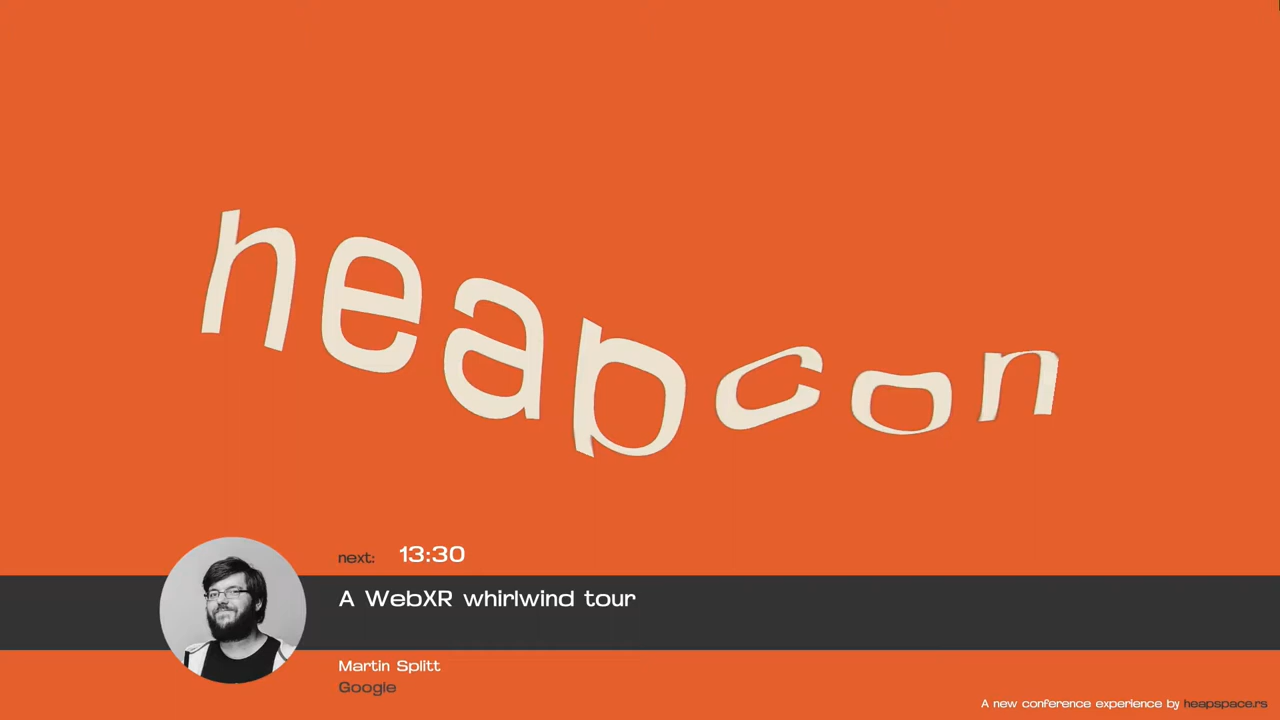 heapcon
next: 13:30
A WebXR whirlwind tour
Martin Splitt
Google
A new conference experience by heapspace.rs